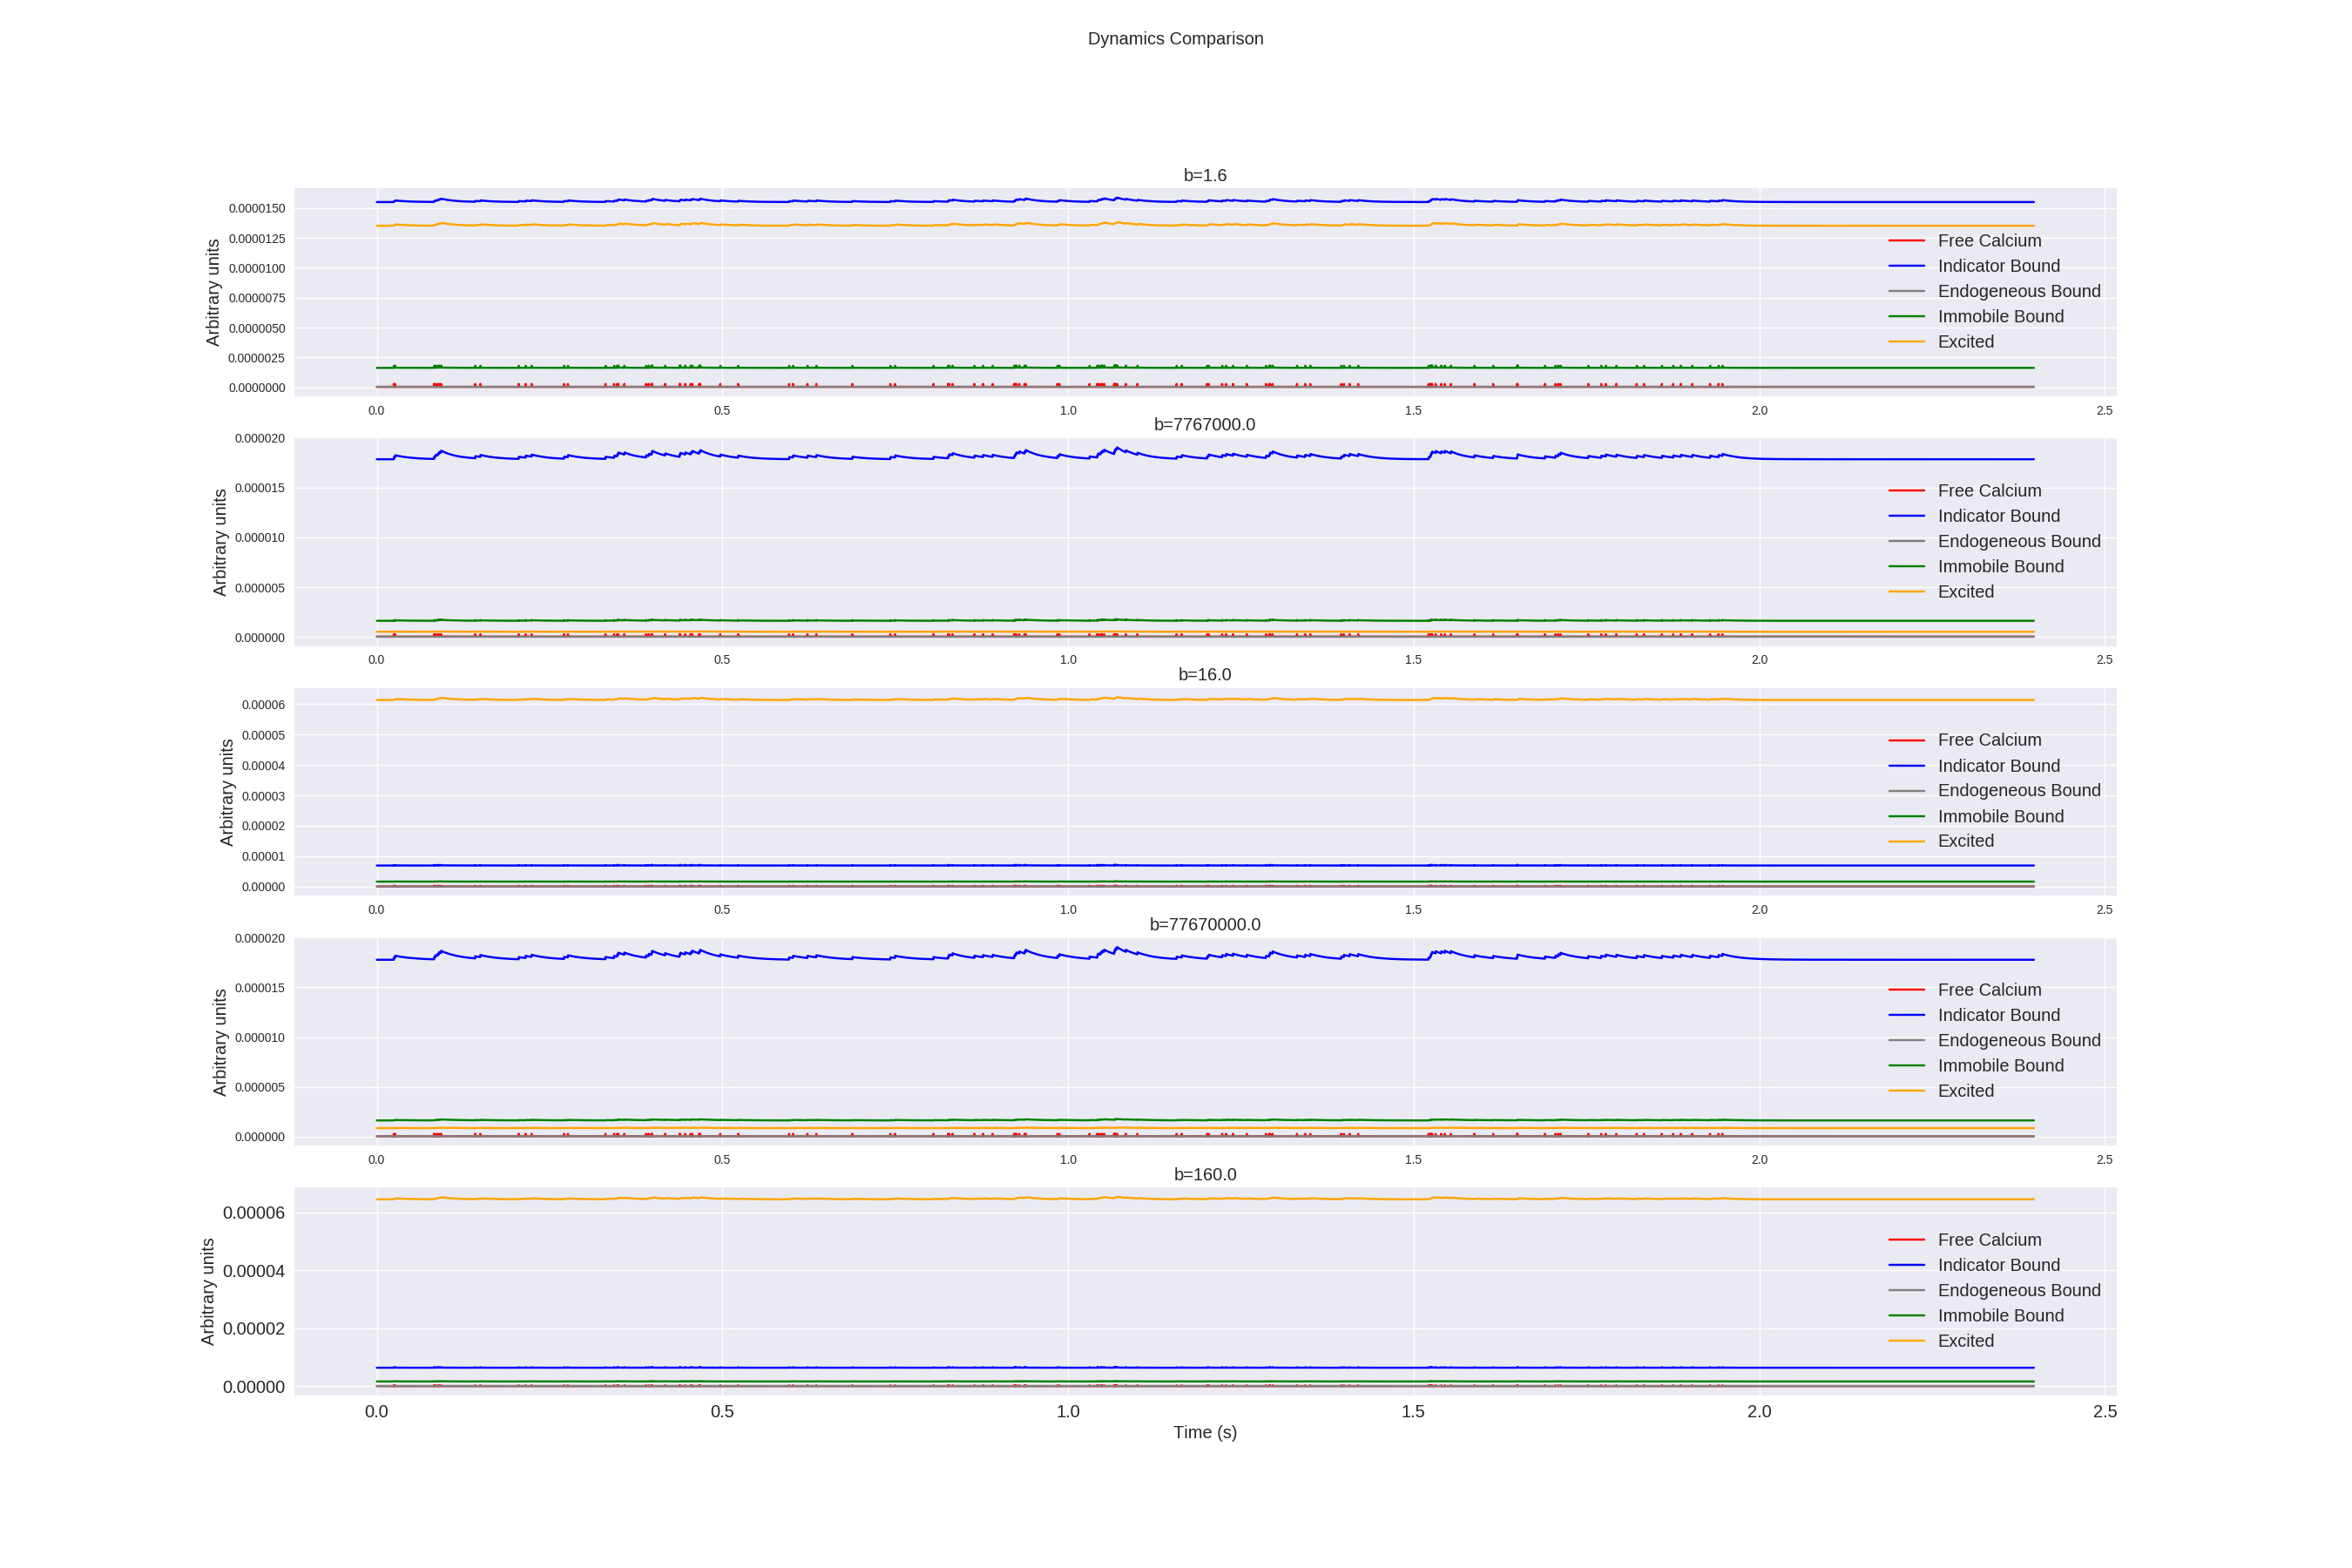 Dynamics Comparison
b=1.6
Arbitrary units
0.0000150
0.0000125
0.0000100
0.0000075
0.0000050
0.0000025
0.0000000
Free Calcium
Indicator Bound
Endogeneous Bound
Immobile Bound
Excited
0.0 0.5 1.0 1.5 2.0 2.5
b=7767000.0
Arbitrary units
0.000020
0.000015
0.000010
0.000005
0.000000
Free Calcium
Indicator Bound
Endogeneous Bound
Immobile Bound
Excited
0.0 0.5 1.0 1.5 2.0 2.5
b=16.0
Arbitrary units
0.00006
0.00005
0.00004
0.00003
0.00002
0.00001
0.00000
Free Calcium
Indicator Bound
Endogeneous Bound
Immobile Bound
Excited
0.0 0.5 1.0 1.5 2.0 2.5
b=77670000.0
Arbitrary units
0.000020
0.000015
0.000010
0.000005
0.000000
Free Calcium
Indicator Bound
Endogeneous Bound
Immobile Bound
Excited
0.0 0.5 1.0 1.5 2.0 2.5
b=160.0
Arbitrary units
0.00006
0.00004
0.00002
0.00000
Free Calcium
Indicator Bound
Endogeneous Bound
Immobile Bound
Excited
0.0 0.5 1.0 1.5 2.0 2.5
Time (s)